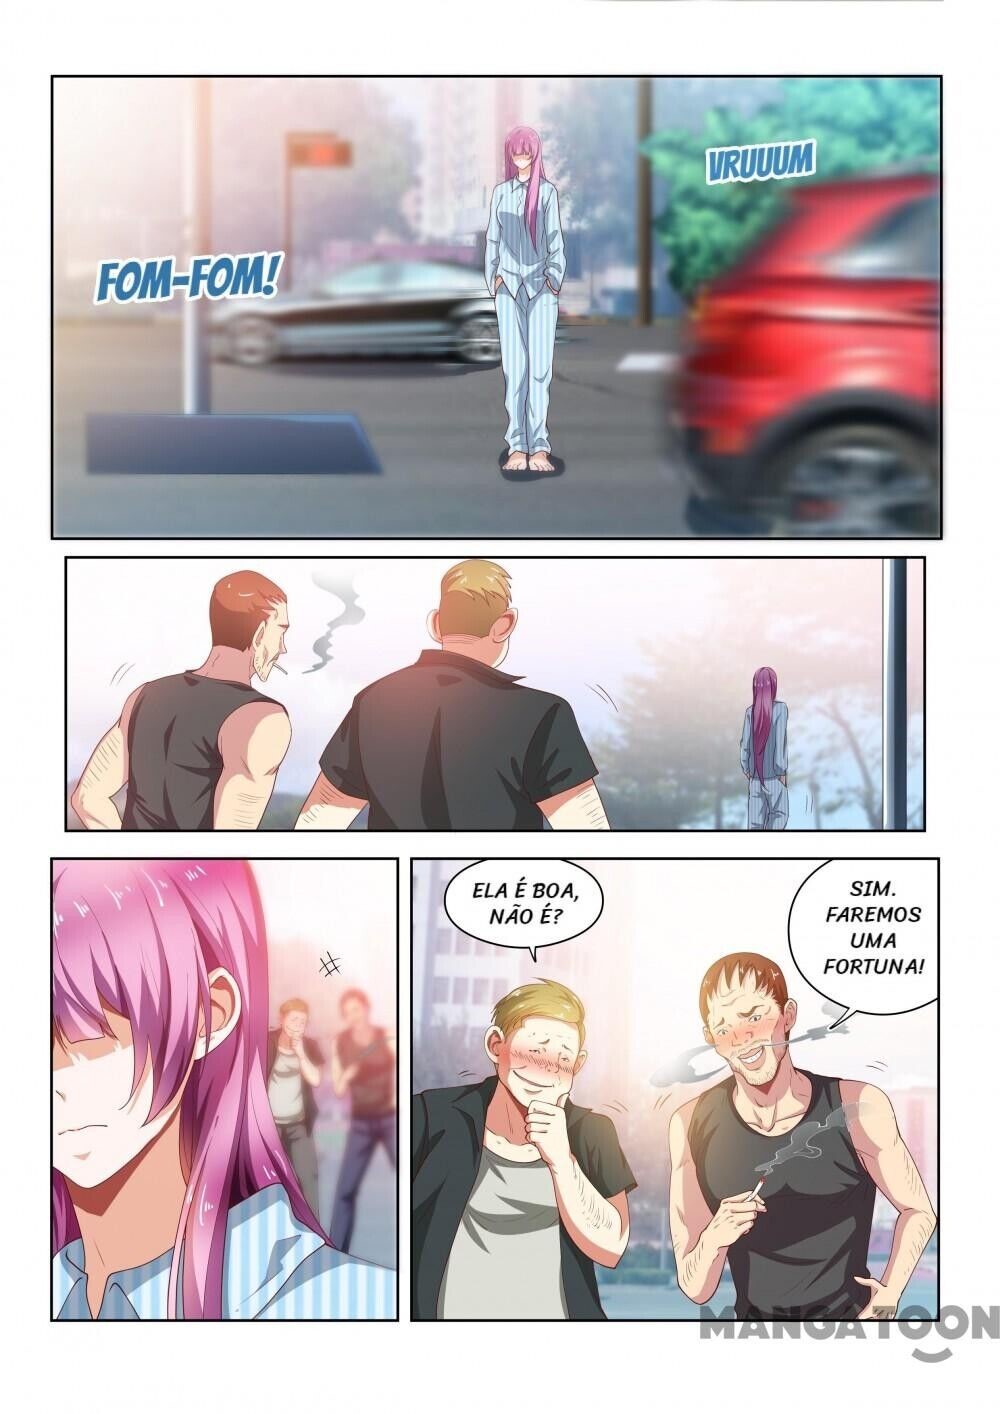 VRUUUM
FOM-FOM!
ELA É BOA,
NÃO É?
SIM.
FAREMOS
UMA
FORTUNA!
MANGATOON